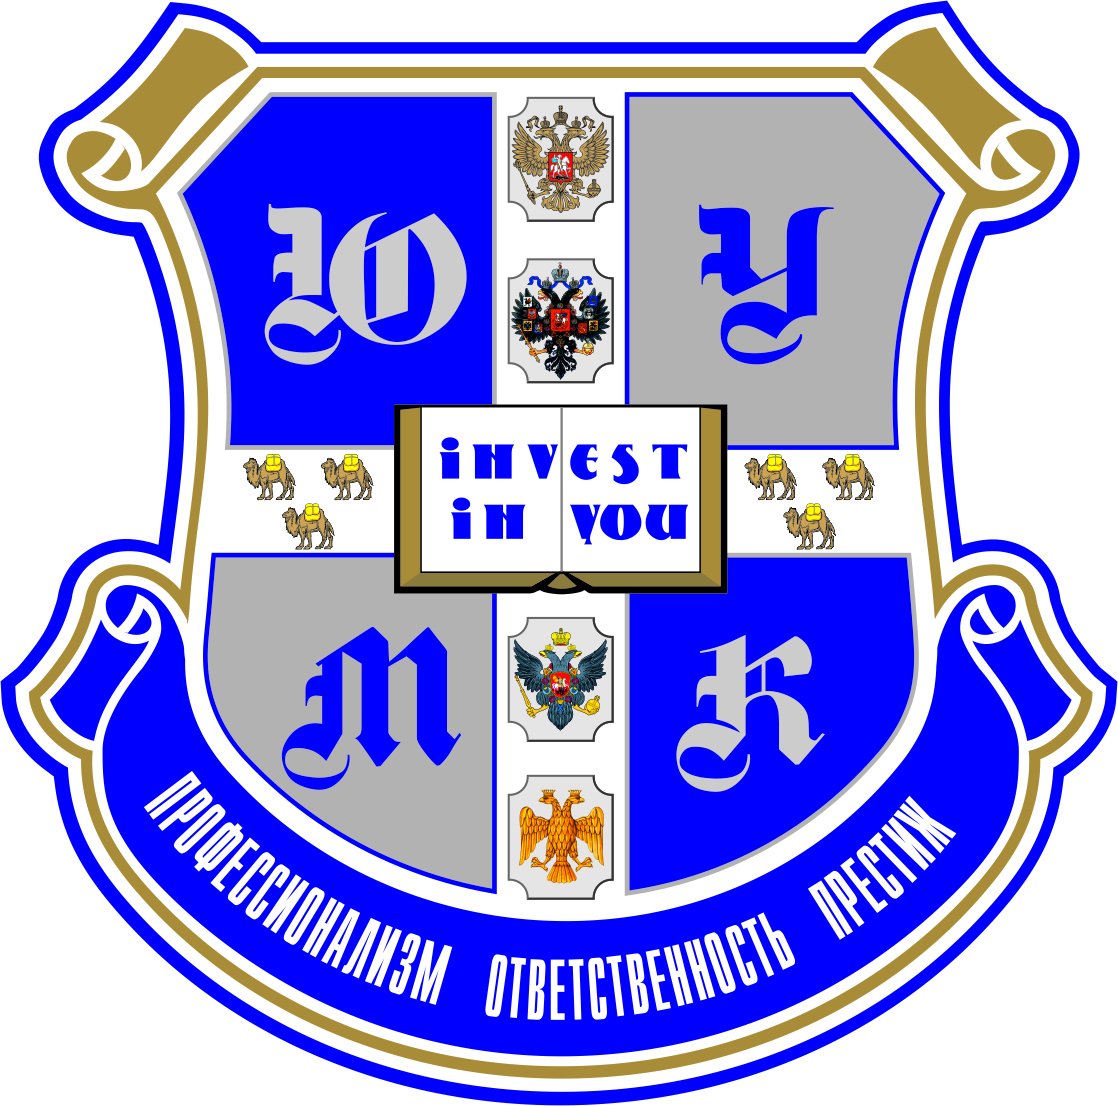 Ю У
INVEST
IN YOU
М К
ПРОФЕССИОНАЛИЗМ ОТВЕТСТВЕННОСТЬ ПРЕСТИЖ